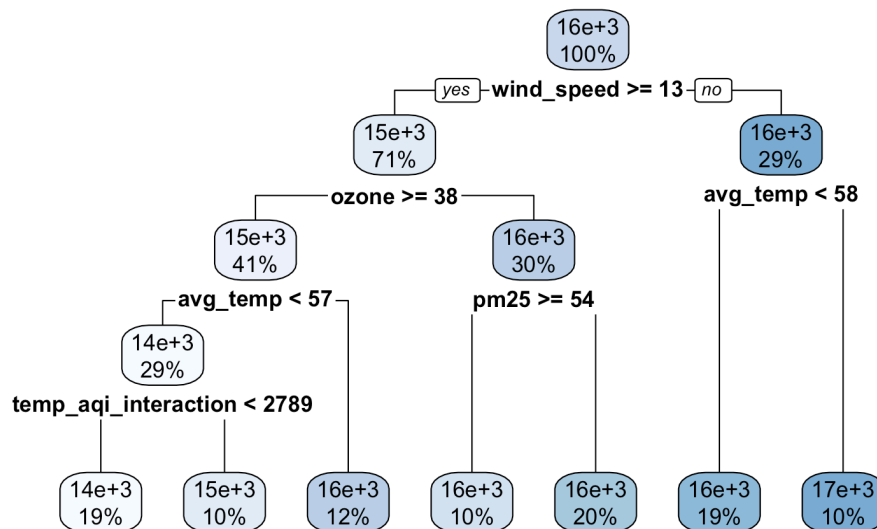 16e+3
100%
yes wind_speed >= 13 no
15e+3
71%
16e+3
29%
ozone >= 38
avg_temp < 58
15e+3
41%
16e+3
30%
avg_temp < 57
pm25 >= 54
14e+3
29%
temp_aqi_interaction < 2789
14e+3
19%
15e+3
10%
16e+3
12%
16e+3
10%
16e+3
20%
16e+3
19%
17e+3
10%